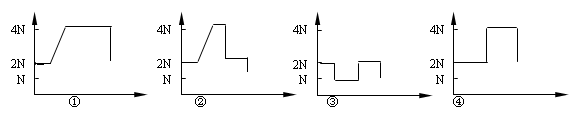 4N 4N 4N 4N
2N 2N 2N 2N
N N N N
① ② ③ ④